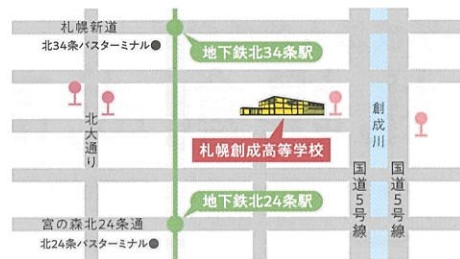 札幌新道
北34条バスターミナル
地下鉄北34条駅
北大通り
札幌創成高等学校
創成川
国道5号線
国道5号線
地下鉄北24条駅
宮の森北24条通
北24条バスターミナル